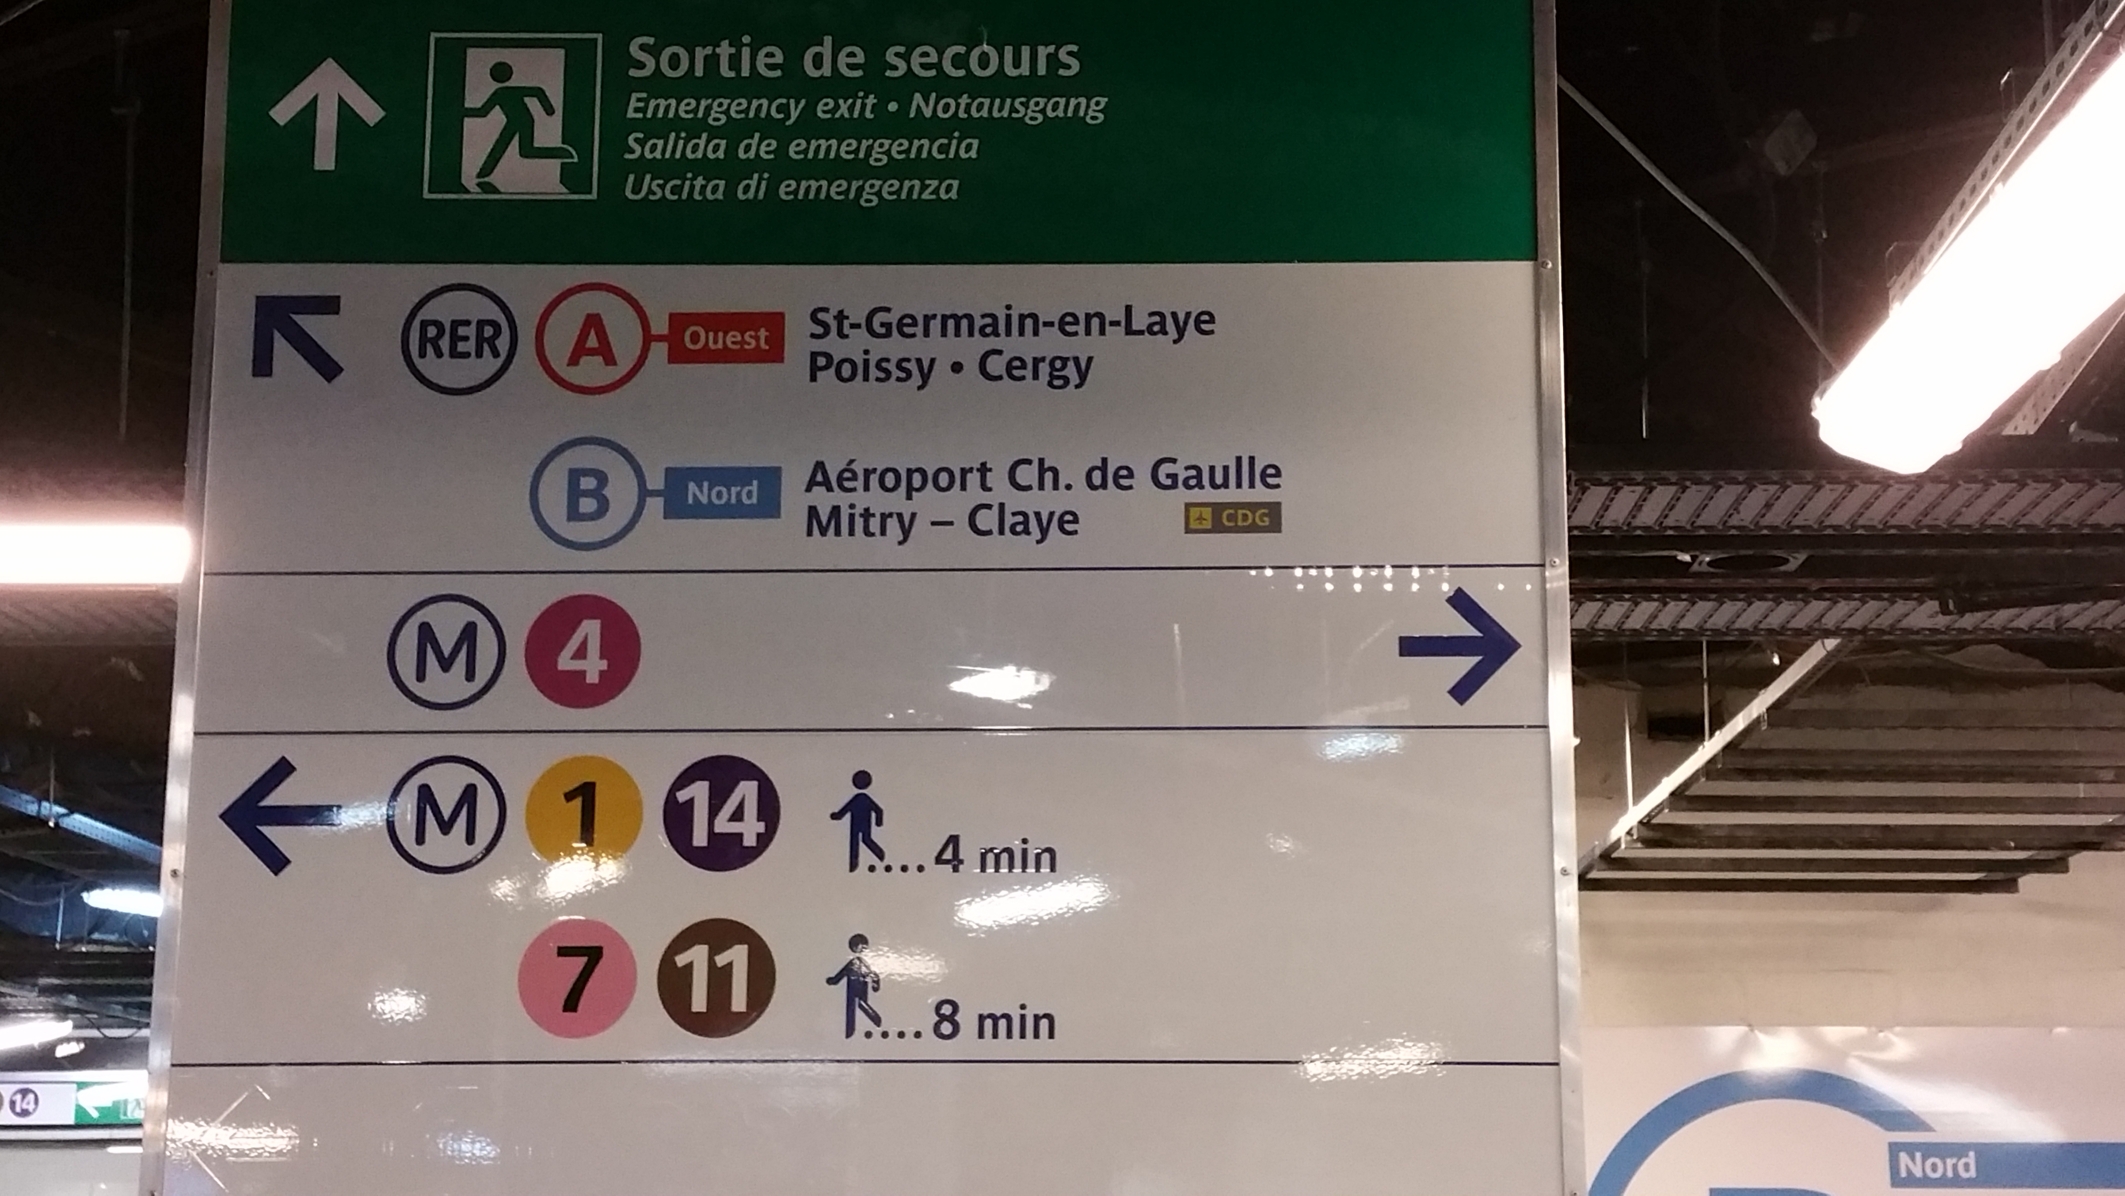 Sortie de secours
Emergency exit • Notausgang
Salida de emergencia
Uscita di emergenza
RER A Ouest St-Germain-en-Laye
Poissy • Cergy
B Nord Aéroport Ch. de Gaulle
Mitry – Claye CDG
M 4
M 1 14 ....4 min
7 11 ....8 min
14
Nord